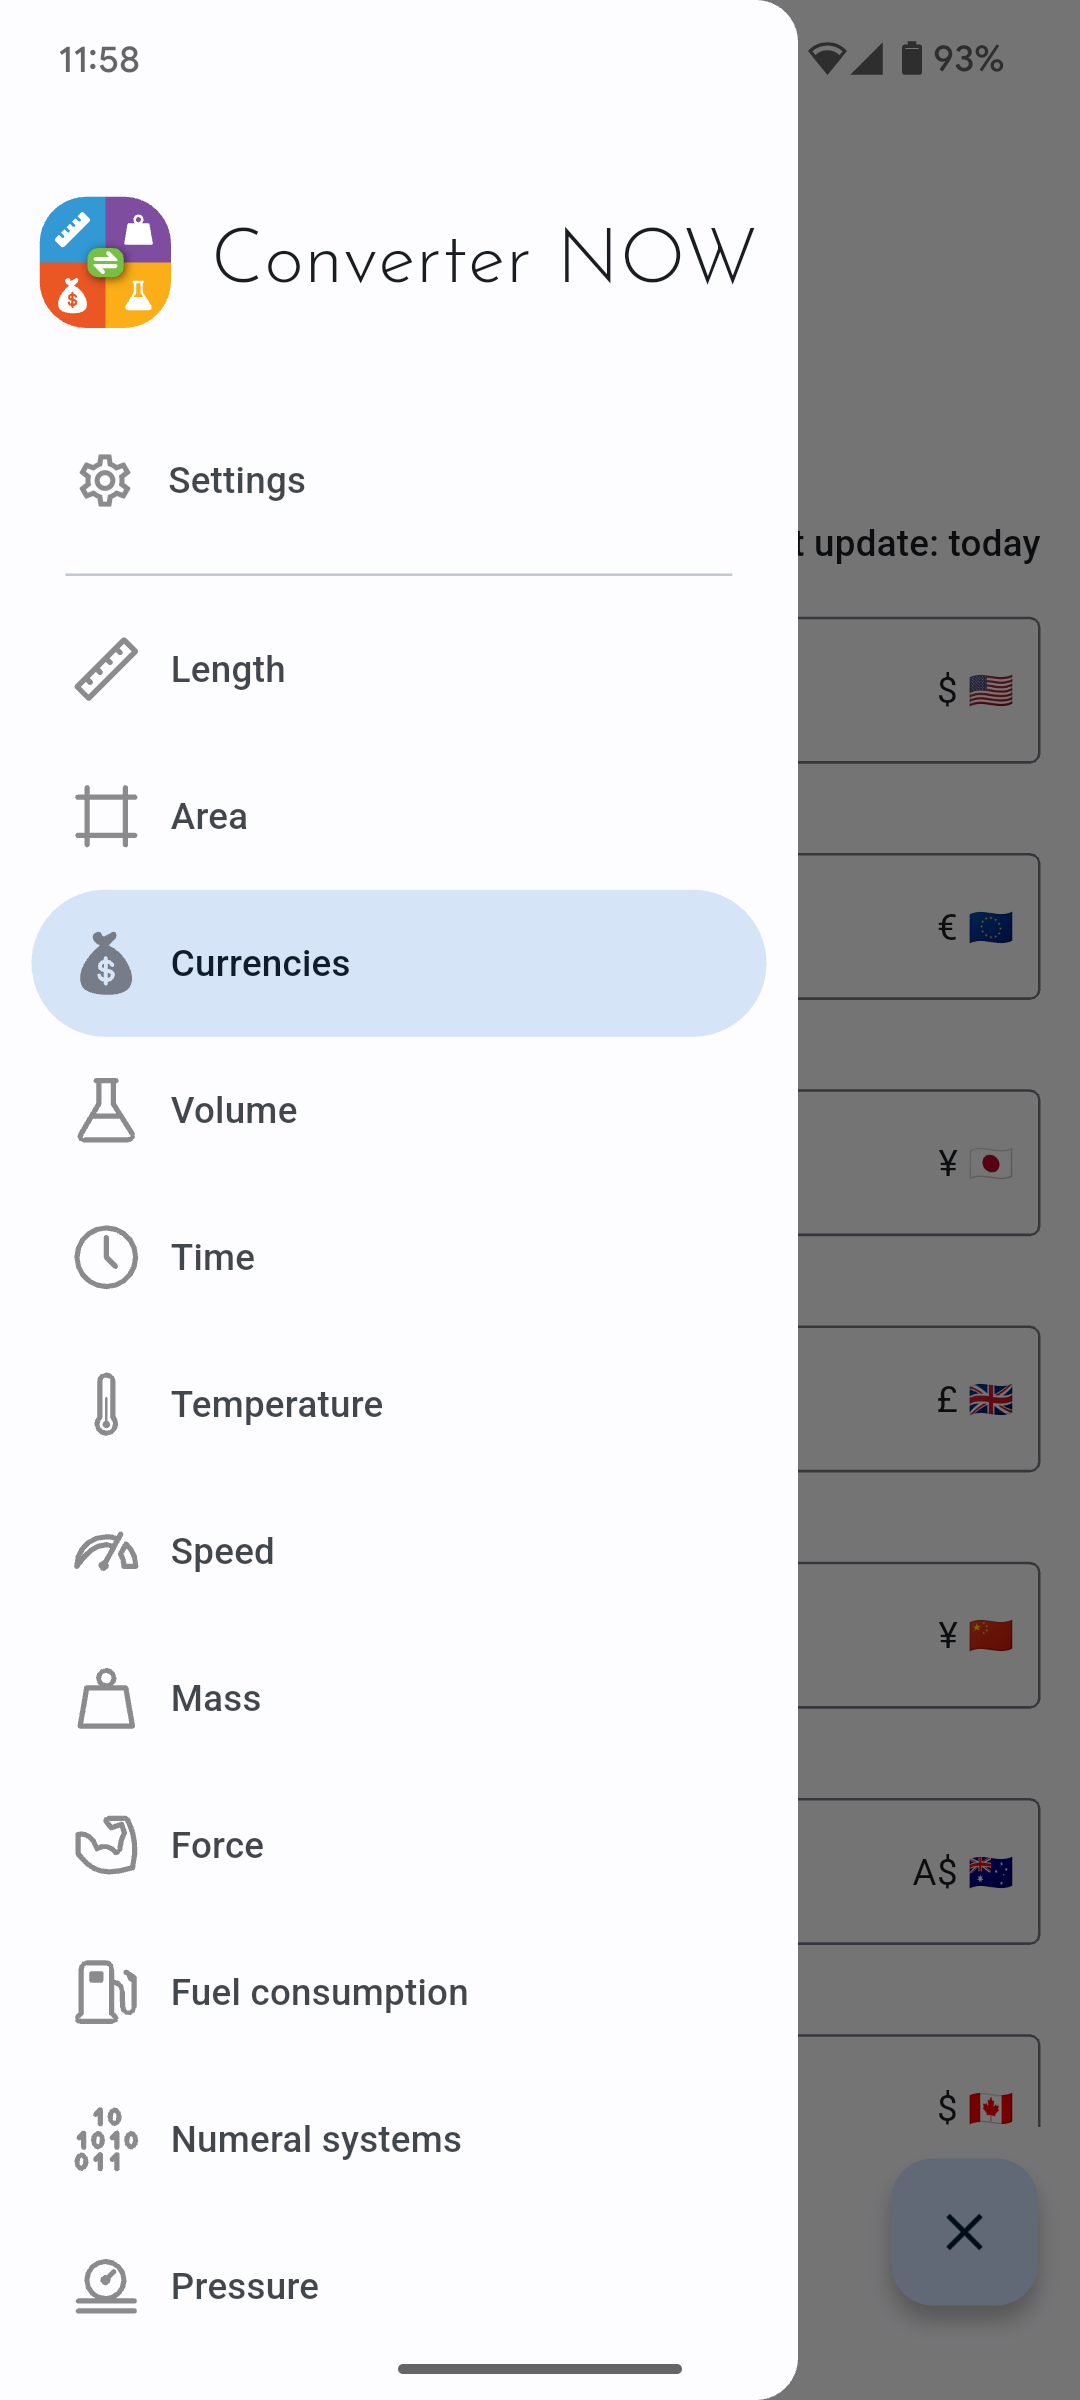 11:58
93%
Converter NOW
Settings
t update: today
Length
$
Area
€
Currencies
Volume
¥
Time
Temperature
£
Speed
¥
Mass
Force
A$
Fuel consumption
$
10
1010
011
Numeral systems
Pressure